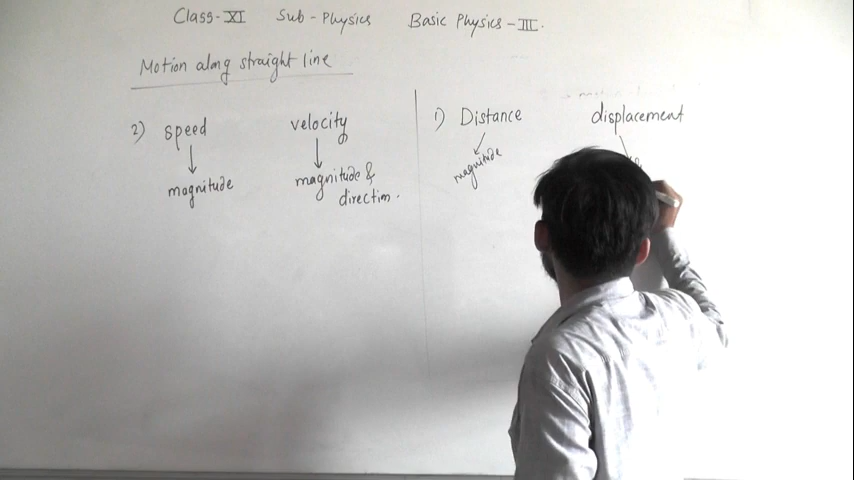 Class-XI Sub-Physics Basic Physics-III.
Motion along straight line
2) speed velocity
magnitude magnitude &
direction.
1) Distance displacement
magnitude